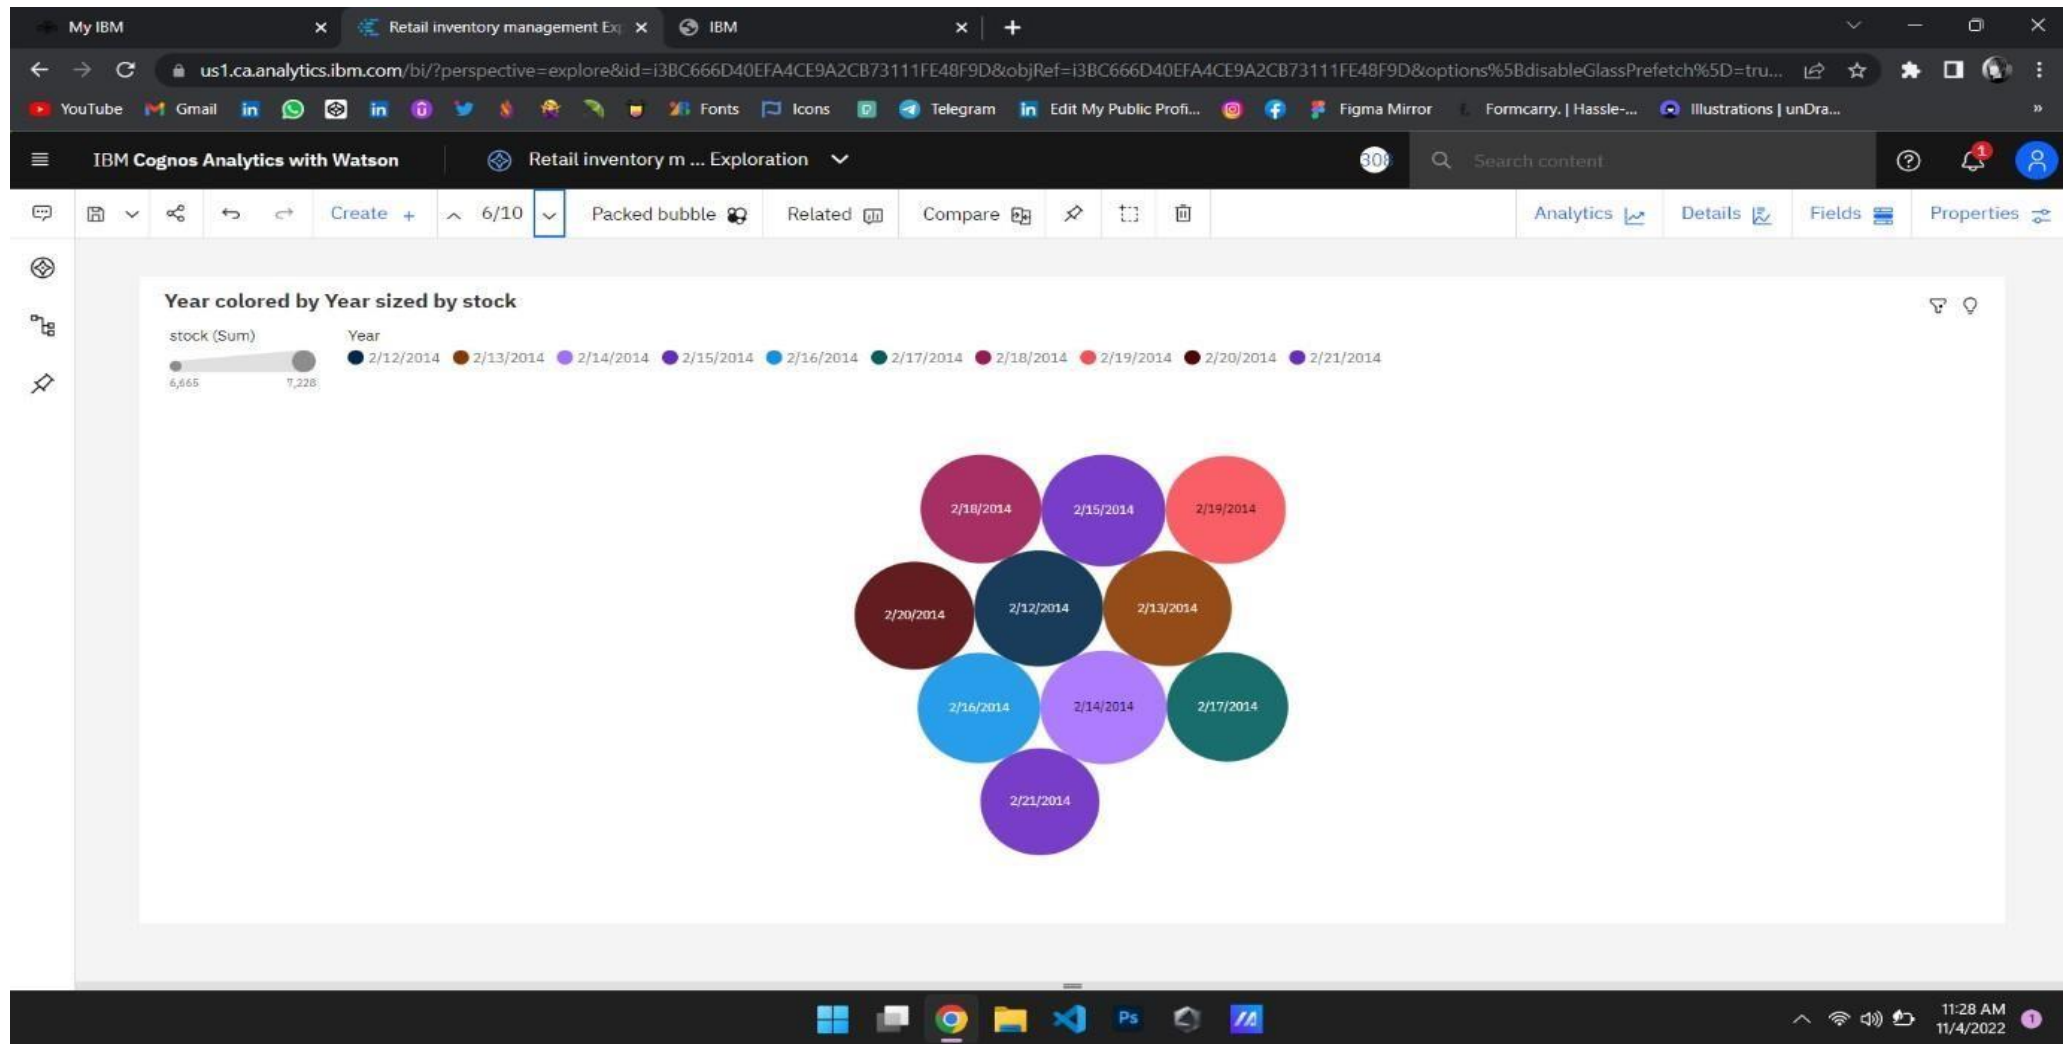 My IBM
Retail inventory management Ex
IBM
us1.ca.analytics.ibm.com/bi/?perspective=explore&id=i3BC666D40EFA4CE9A2CB73111FE48F9D&objRef=i3BC666D40EFA4CE9A2CB73111FE48F9D&options%5BdisableGlassPrefetch%5D=tru...
YouTube Gmail Fonts Icons Telegram Edit My Public Profi... Figma Mirror Formcarry. | Hassle-... Illustrations | unDra... »
IBM Cognos Analytics with Watson Retail inventory m ... Exploration 308 Search content 1
Create + 6/10 Packed bubble Related Compare Analytics Details Fields Properties
Year colored by Year sized by stock
stock (Sum) Year
2/12/2014 2/13/2014 2/14/2014 2/15/2014 2/16/2014 2/17/2014 2/18/2014 2/19/2014 2/20/2014 2/21/2014
6,665 7,228
2/18/2014 2/15/2014 2/19/2014
2/20/2014 2/12/2014 2/13/2014
2/16/2014 2/14/2014 2/17/2014
2/21/2014
Ps
11:28 AM
11/4/2022 1